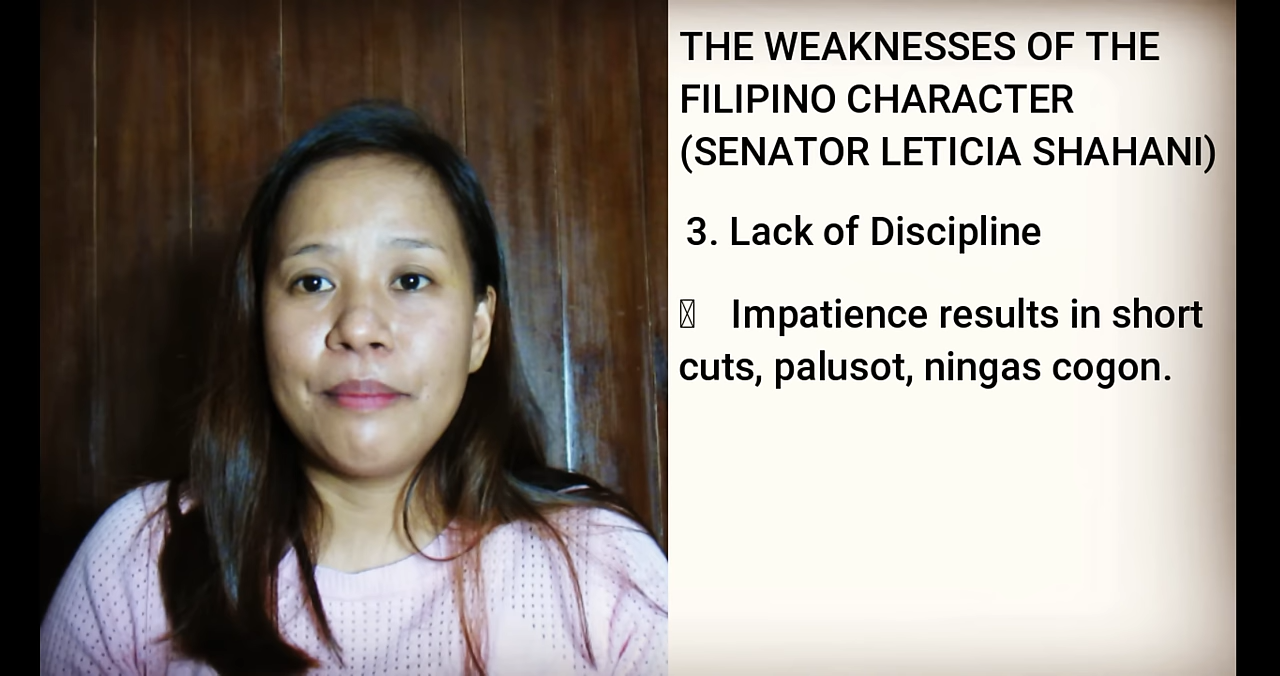 THE WEAKNESSES OF THE
FILIPINO CHARACTER
(SENATOR LETICIA SHAHANI)
3. Lack of Discipline
Impatience results in short
cuts, palusot, ningas cogon.